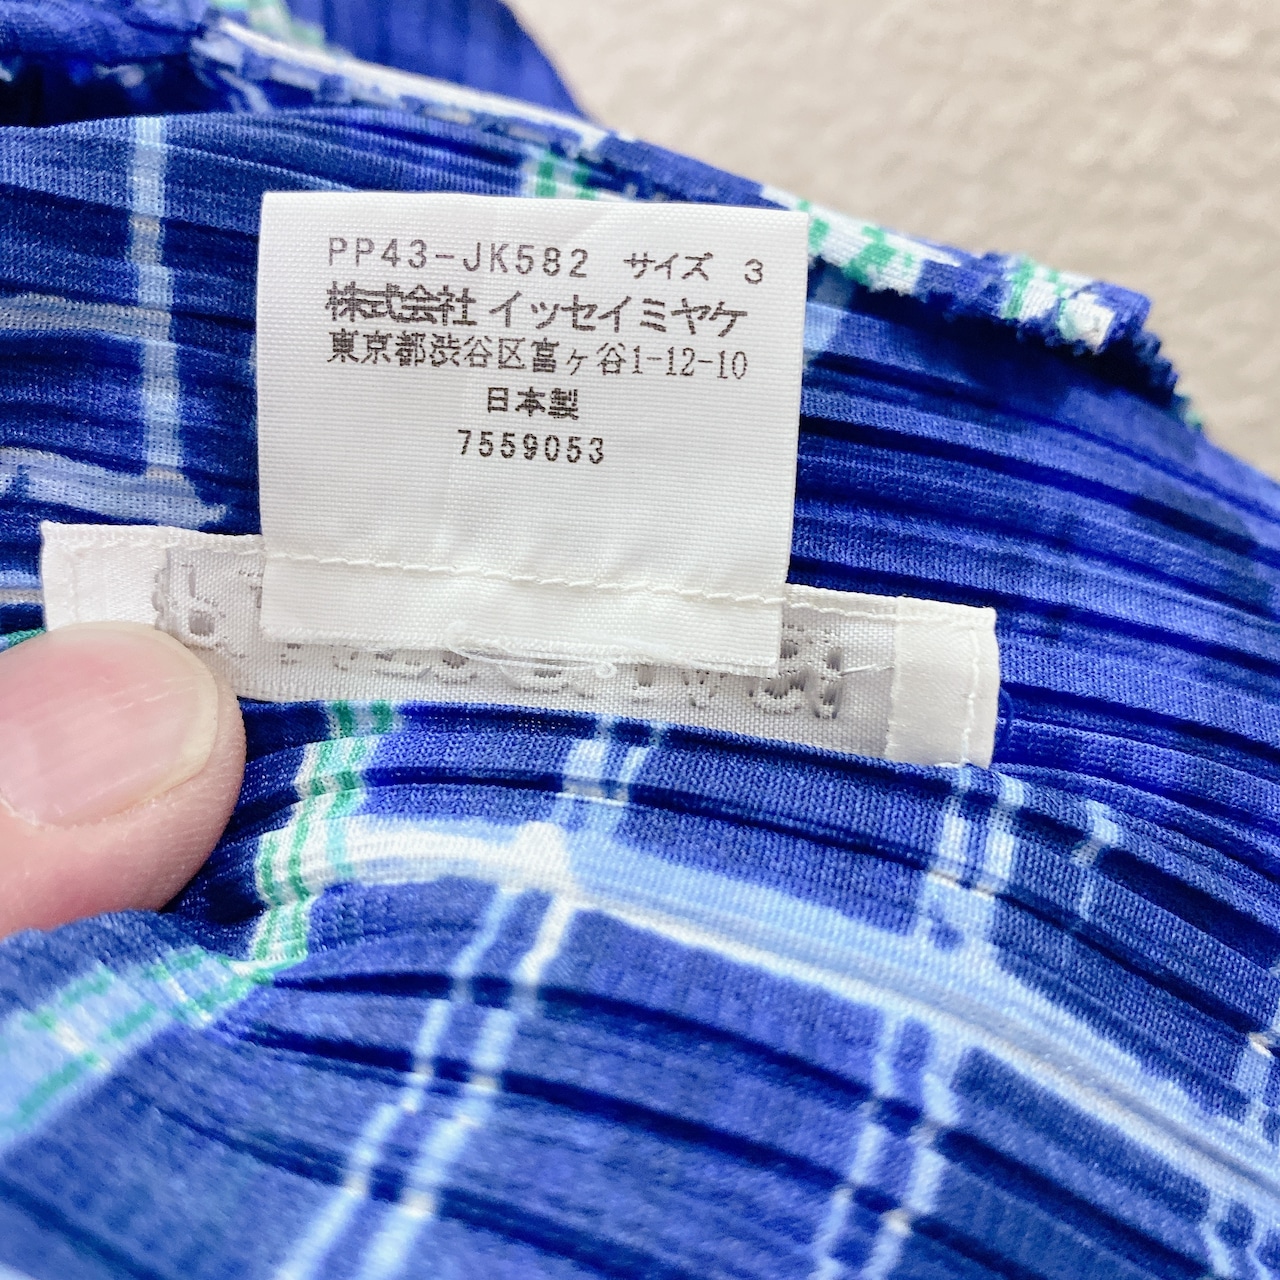 PP43-JK582 サイズ 3
株式会社 イッセイミヤケ
東京都渋谷区富ヶ谷1-12-10
日本製
7559053